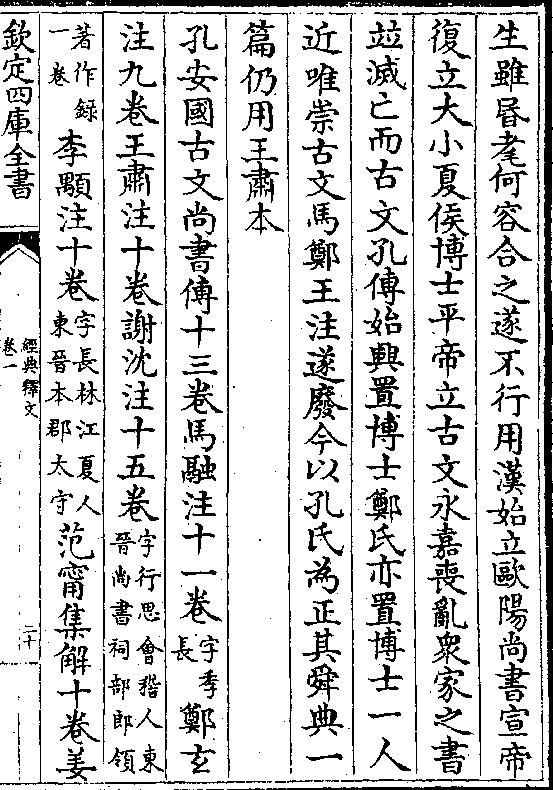 生雖昬耄何容合之遂不行用漢始立歐陽尚書宣帝
復立大小夏侯博士平帝立古文永嘉喪亂衆家之書
竝滅亡而古文孔傳始興置博士鄭氏亦置博士一人
近唯崇古文馬鄭王注遂廢今以孔氏為正其舜典一
篇仍用王肅本
孔安國古文尚書傳十三卷馬融注十一卷字季長鄭玄
注九卷王肅注十卷謝沈注十五卷字行思會稽人東晉尚書祠部郎領
著作録一卷李顒注十卷字長林江夏人東晉本郡太守范甯集解十卷姜
欽定四庫全書
經典釋文
卷一
二十